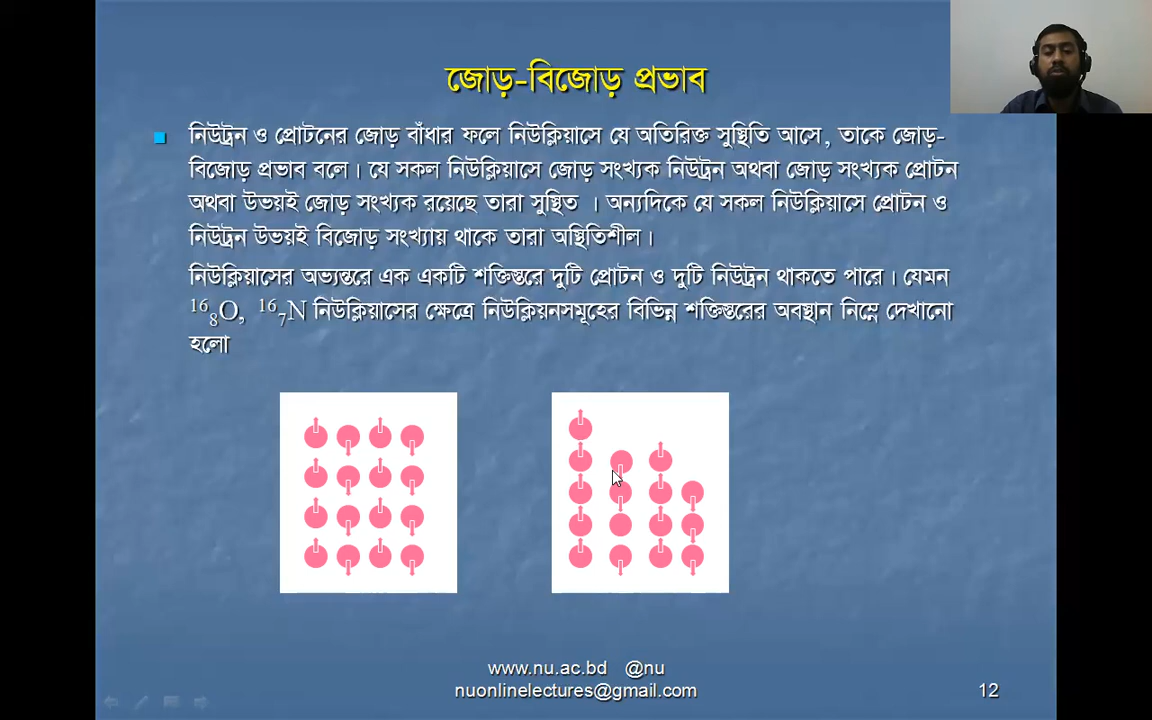 জোড়-বিজোড় প্রভাব
নিউট্রন ও প্রোটনের জোড় বাঁধার ফলে নিউক্লিয়াসে যে অতিরিক্ত সুস্থিতি আসে, তাকে জোড়-
বিজোড় প্রভাব বলে। যে সকল নিউক্লিয়াসে জোড় সংখ্যক নিউট্রন অথবা জোড় সংখ্যক প্রোটন
অথবা উভয়ই জোড় সংখ্যক রয়েছে তারা সুস্থিত । অন্যদিকে যে সকল নিউক্লিয়াসে প্রোটন ও
নিউট্রন উভয়ই বিজোড় সংখ্যায় থাকে তারা অস্থিতিশীল।
নিউক্লিয়াসের অভ্যন্তরে এক একটি শক্তিস্তরে দুটি প্রোটন ও দুটি নিউট্রন থাকতে পারে। যেমন
¹⁶₈O, ¹⁶₇N নিউক্লিয়াসের ক্ষেত্রে নিউক্লিয়নসমূহের বিভিন্ন শক্তিস্তরের অবস্থান নিম্নে দেখানো
হলো
www.nu.ac.bd @nu
nuonlinelectures@gmail.com
12